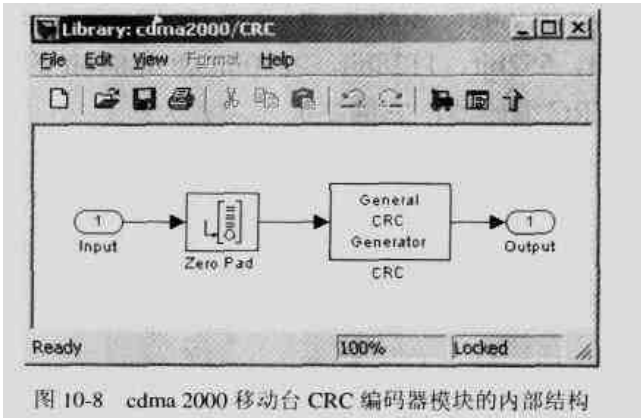 Library: cdma2000/CRC
File Edit View Format Help
1
Input
Zero Pad
General
CRC
Generator
CRC
1
Output
Ready 100% Locked
图 10-8 cdma 2000 移动台 CRC 编码器模块的内部结构